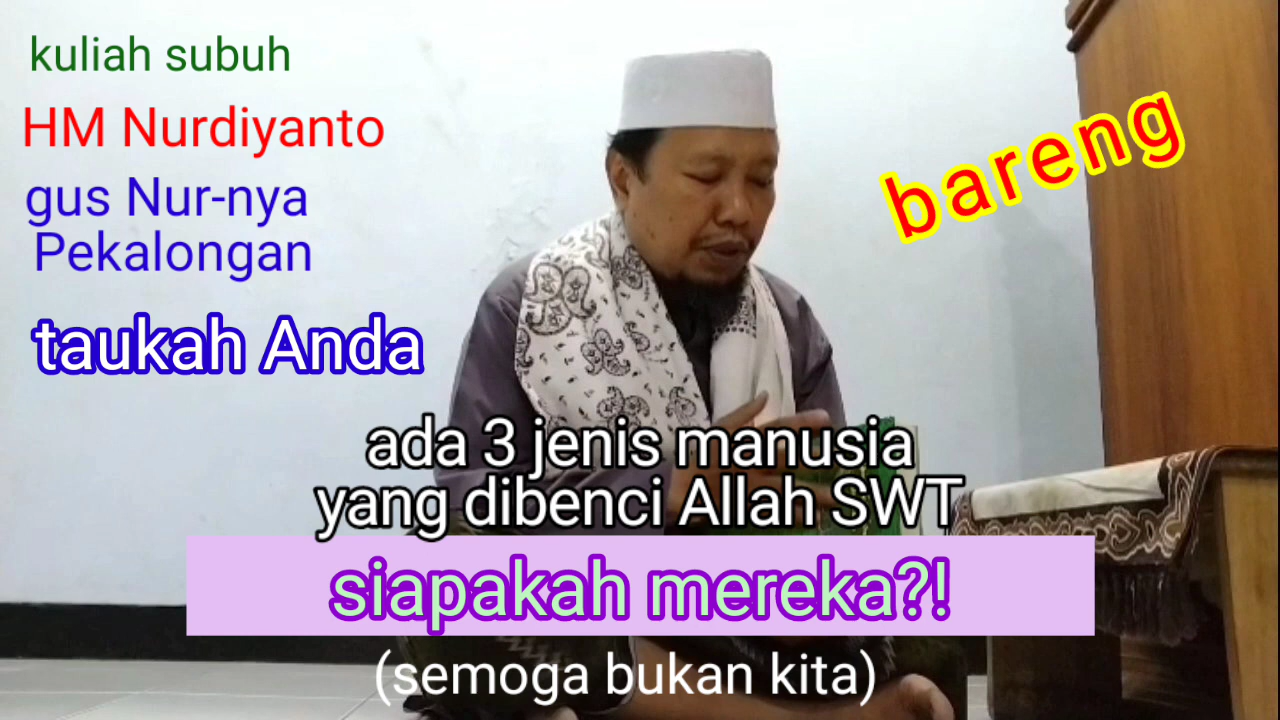 kuliah subuh
HM Nurdiyanto
gus Nur-nya
Pekalongan
bareng
taukah Anda
ada 3 jenis manusia
yang dibenci Allah SWT
siapakah mereka?!
(semoga bukan kita)